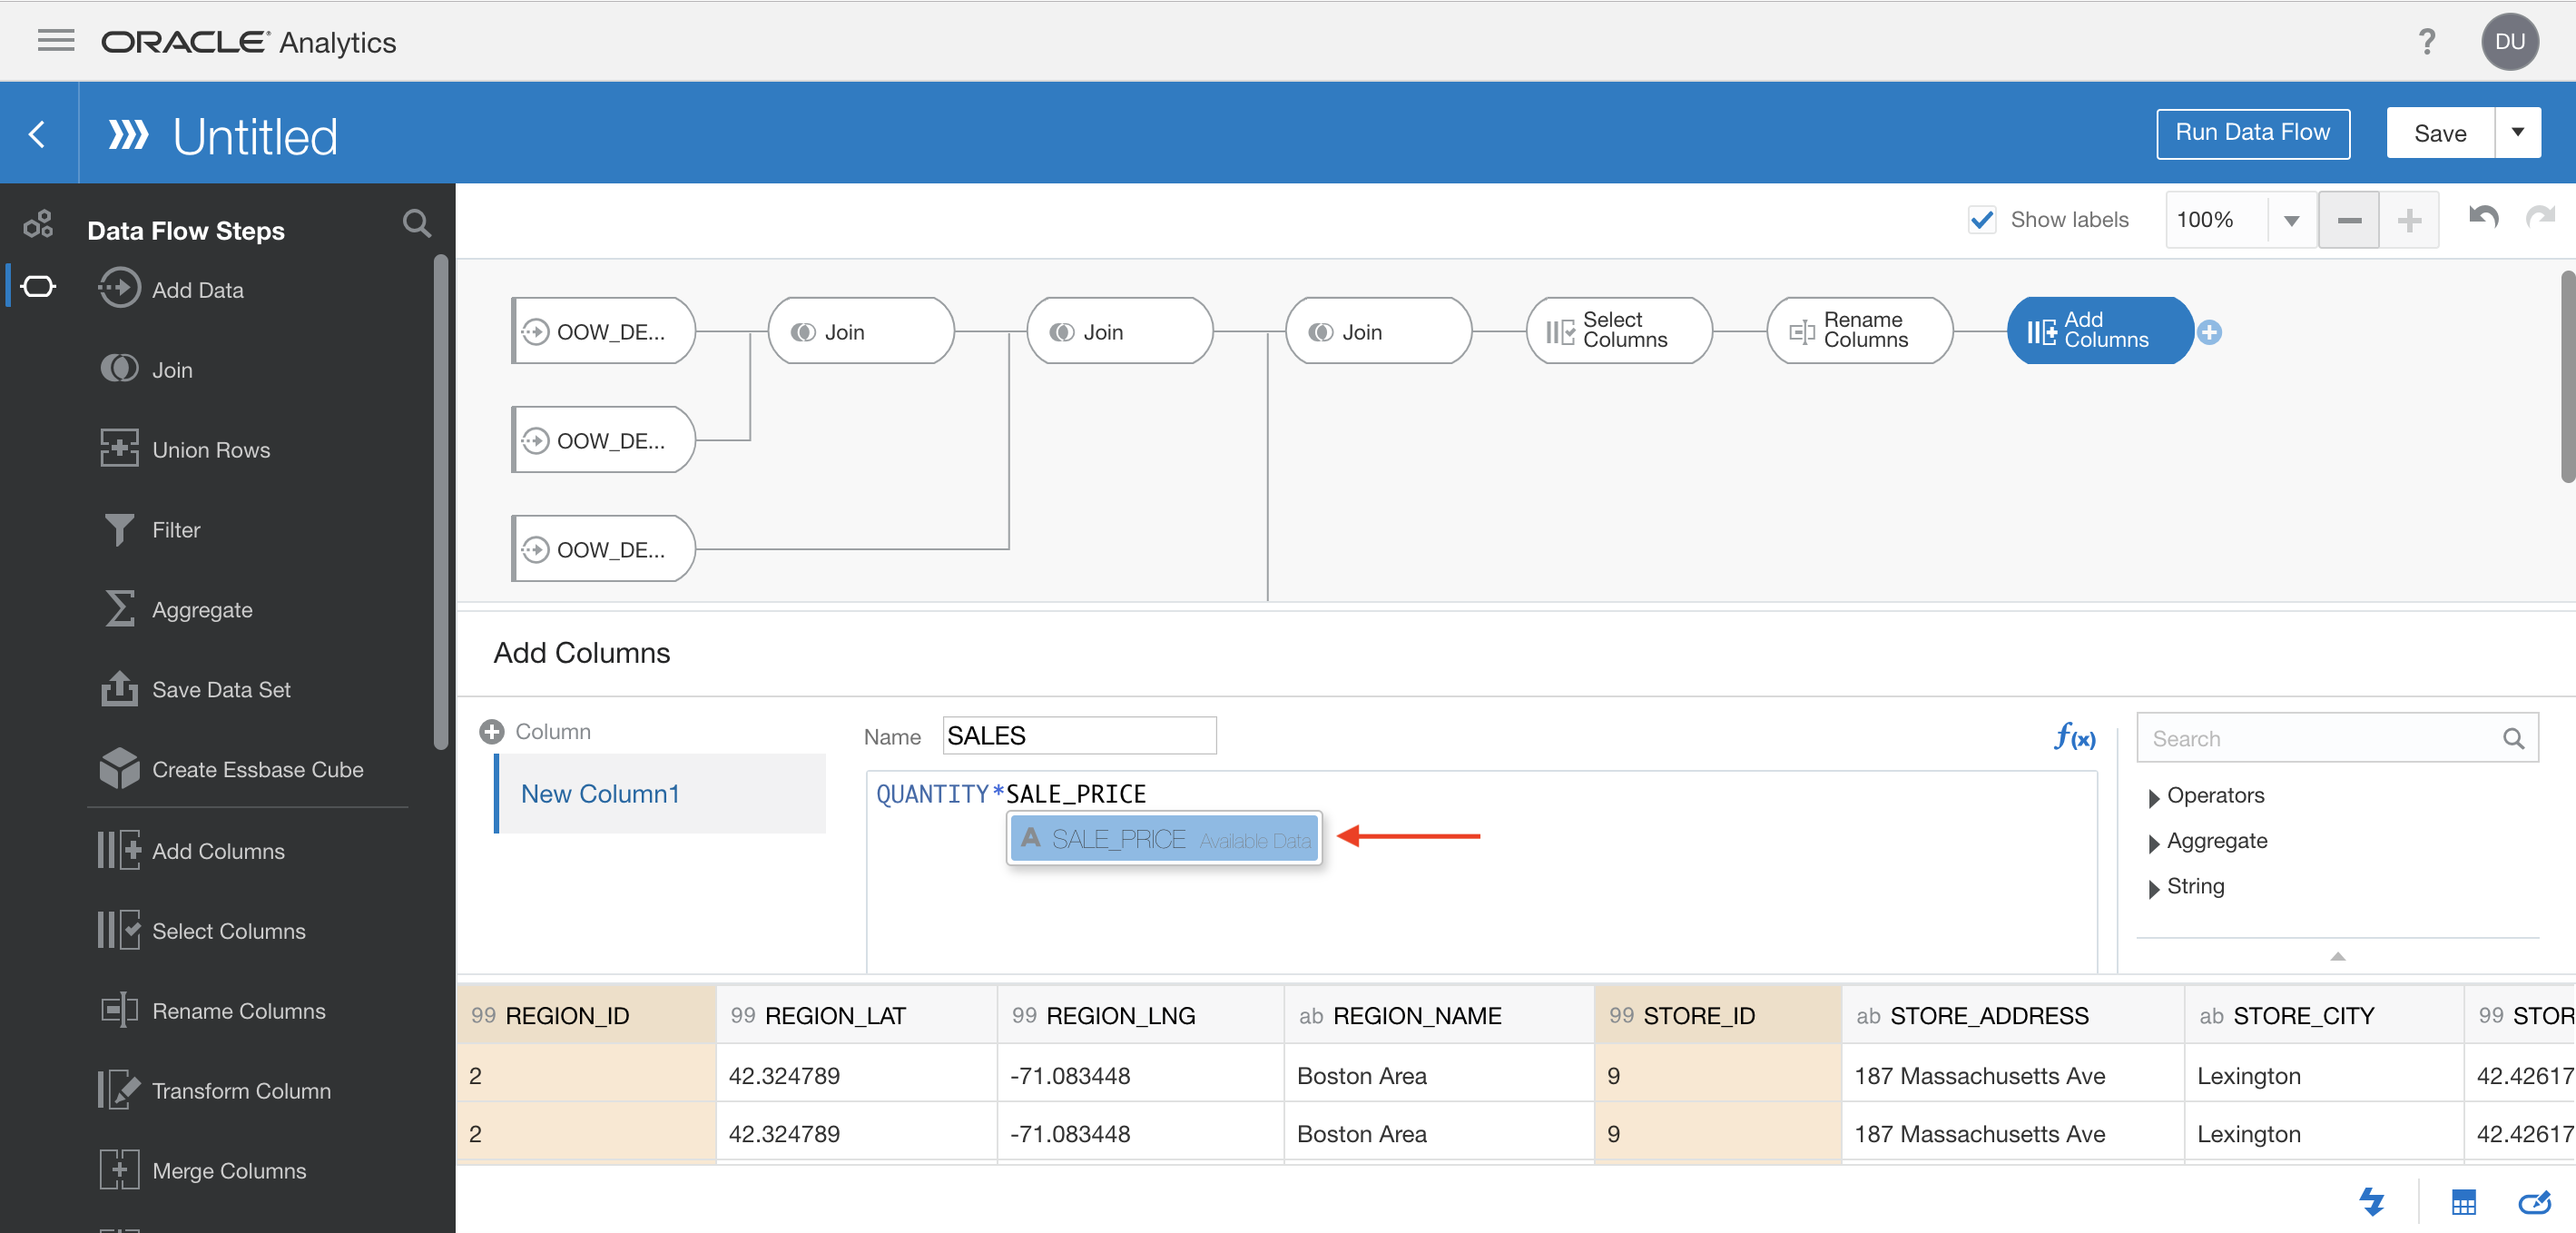 ORACLE Analytics
?
DU
Untitled
Run Data Flow
Save
Data Flow Steps
Add Data
Join
Union Rows
Filter
Aggregate
Save Data Set
Create Essbase Cube
Add Columns
Select Columns
Rename Columns
Transform Column
Merge Columns
Show labels
100%
OOW_DE...
Join
Join
Join
Select
Columns
Rename
Columns
Add
Columns
OOW_DE...
OOW_DE...
Add Columns
Column
New Column1
Name
SALES
f(x)
QUANTITY*SALE_PRICE
A SALE_PRICE Available Data
Search
Operators
Aggregate
String
99 REGION_ID 99 REGION_LAT 99 REGION_LNG ab REGION_NAME 99 STORE_ID ab STORE_ADDRESS ab STORE_CITY 99 STOR
2 42.324789 -71.083448 Boston Area 9 187 Massachusetts Ave Lexington 42.42617
2 42.324789 -71.083448 Boston Area 9 187 Massachusetts Ave Lexington 42.42617